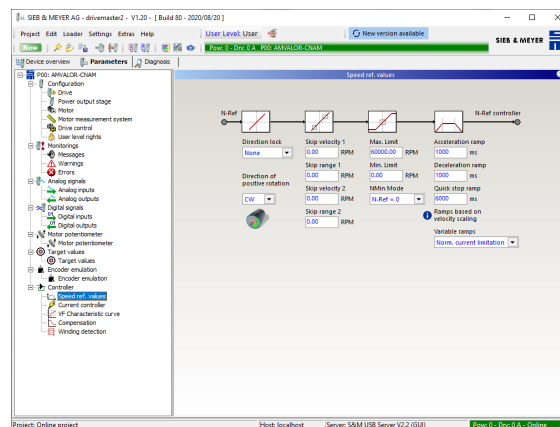 SIEB & MEYER AG - drivemaster2 - V1.20 - [ Build 80 - 2020/08/20 ]
Project Edit Loader Settings Extras Help
User Level: User
New version available
SIEB & MEYER
New
Pow: 0 - Drv: 0 A P00: AMVALOR-CNAM
Device overview Parameters Diagnosis
P00: AMVALOR-CNAM
Speed ref. values
Configuration
Drive
Power output stage
Motor
Motor measurement system
Drive control
User level rights
Monitorings
Messages
Warnings
Errors
Analog signals
Analog inputs
Analog outputs
Digital signals
Digital inputs
Digital outputs
Motor potentiometer
Motor potentiometer
Target values
Target values
Encoder emulation
Encoder emulation
Controller
Speed ref. values
Current controller
VF Characteristic curve
Compensation
Winding detection
N-Ref
N-Ref controller
Direction lock
None
Direction of
positive rotation
CW
Skip velocity 1
0.00 RPM
Skip range 1
0.00 RPM
Skip velocity 2
0.00 RPM
Skip range 2
0.00 RPM
Max. Limit
60000.00 RPM
Min. Limit
0.00 RPM
NMin Mode
N-Ref = 0
Acceleration ramp
1000 ms
Deceleration ramp
1000 ms
Quick stop ramp
6000 ms
Ramps based on
velocity scaling
Variable ramps
Norm. current limitation
Project: Online project
Host: localhost
Server: S&M USB Server V2.2 (GUI)
Pow: 0 - Drv: 0 A - Online